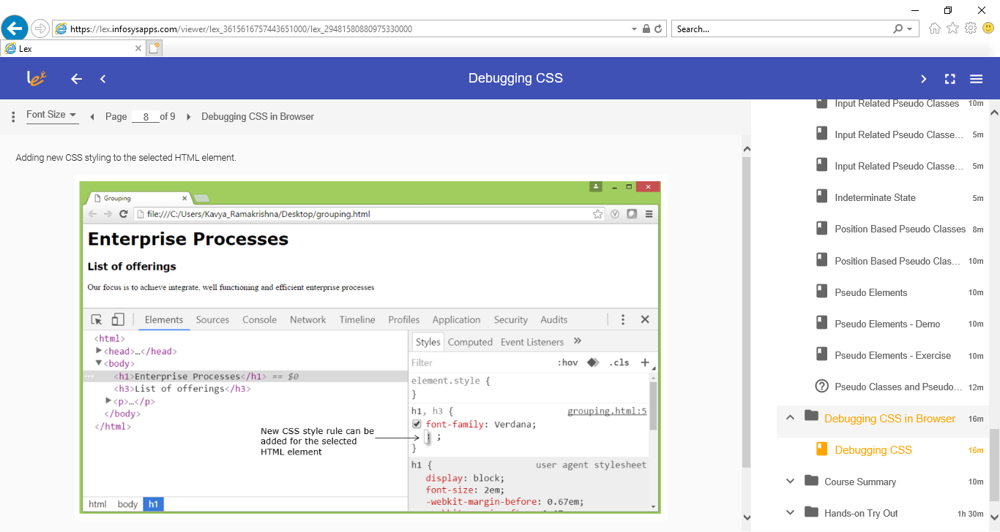 https://lex.infosysapps.com/viewer/lex_3615616757443651000/lex_29481580880975330000
Search...
Lex
lex
Debugging CSS
Font Size
Page 8 of 9
Debugging CSS in Browser
Adding new CSS styling to the selected HTML element.
Grouping
file:///C:/Users/Kavya_Ramakrishna/Desktop/grouping.html
Enterprise Processes
List of offerings
Our focus is to achieve integrate, well functioning and efficient enterprise processes
Elements Sources Console Network Timeline Profiles Application Security Audits
<html>
<head>…</head>
<body>
<h1>Enterprise Processes</h1> == $0
<h3>List of offerings</h3>
<p>…</p>
</body>
</html>
New CSS style rule can be
added for the selected
HTML element
html body h1
Styles Computed Event Listeners »
Filter :hov .cls +
element.style {
}
h1, h3 { grouping.html:5
font-family: Verdana;
: ;
}
h1 { user agent stylesheet
display: block;
font-size: 2em;
-webkit-margin-before: 0.67em;
Input Related Pseudo Classes 10m
Input Related Pseudo Classe... 5m
Input Related Pseudo Classe... 5m
Indeterminate State 5m
Position Based Pseudo Classes 8m
Position Based Pseudo Clas... 10m
Pseudo Elements 10m
Pseudo Elements - Demo 10m
Pseudo Elements - Exercise 10m
Pseudo Classes and Pseudo... 12m
Debugging CSS in Browser 16m
Debugging CSS 16m
Course Summary 10m
Hands-on Try Out 1h 30m